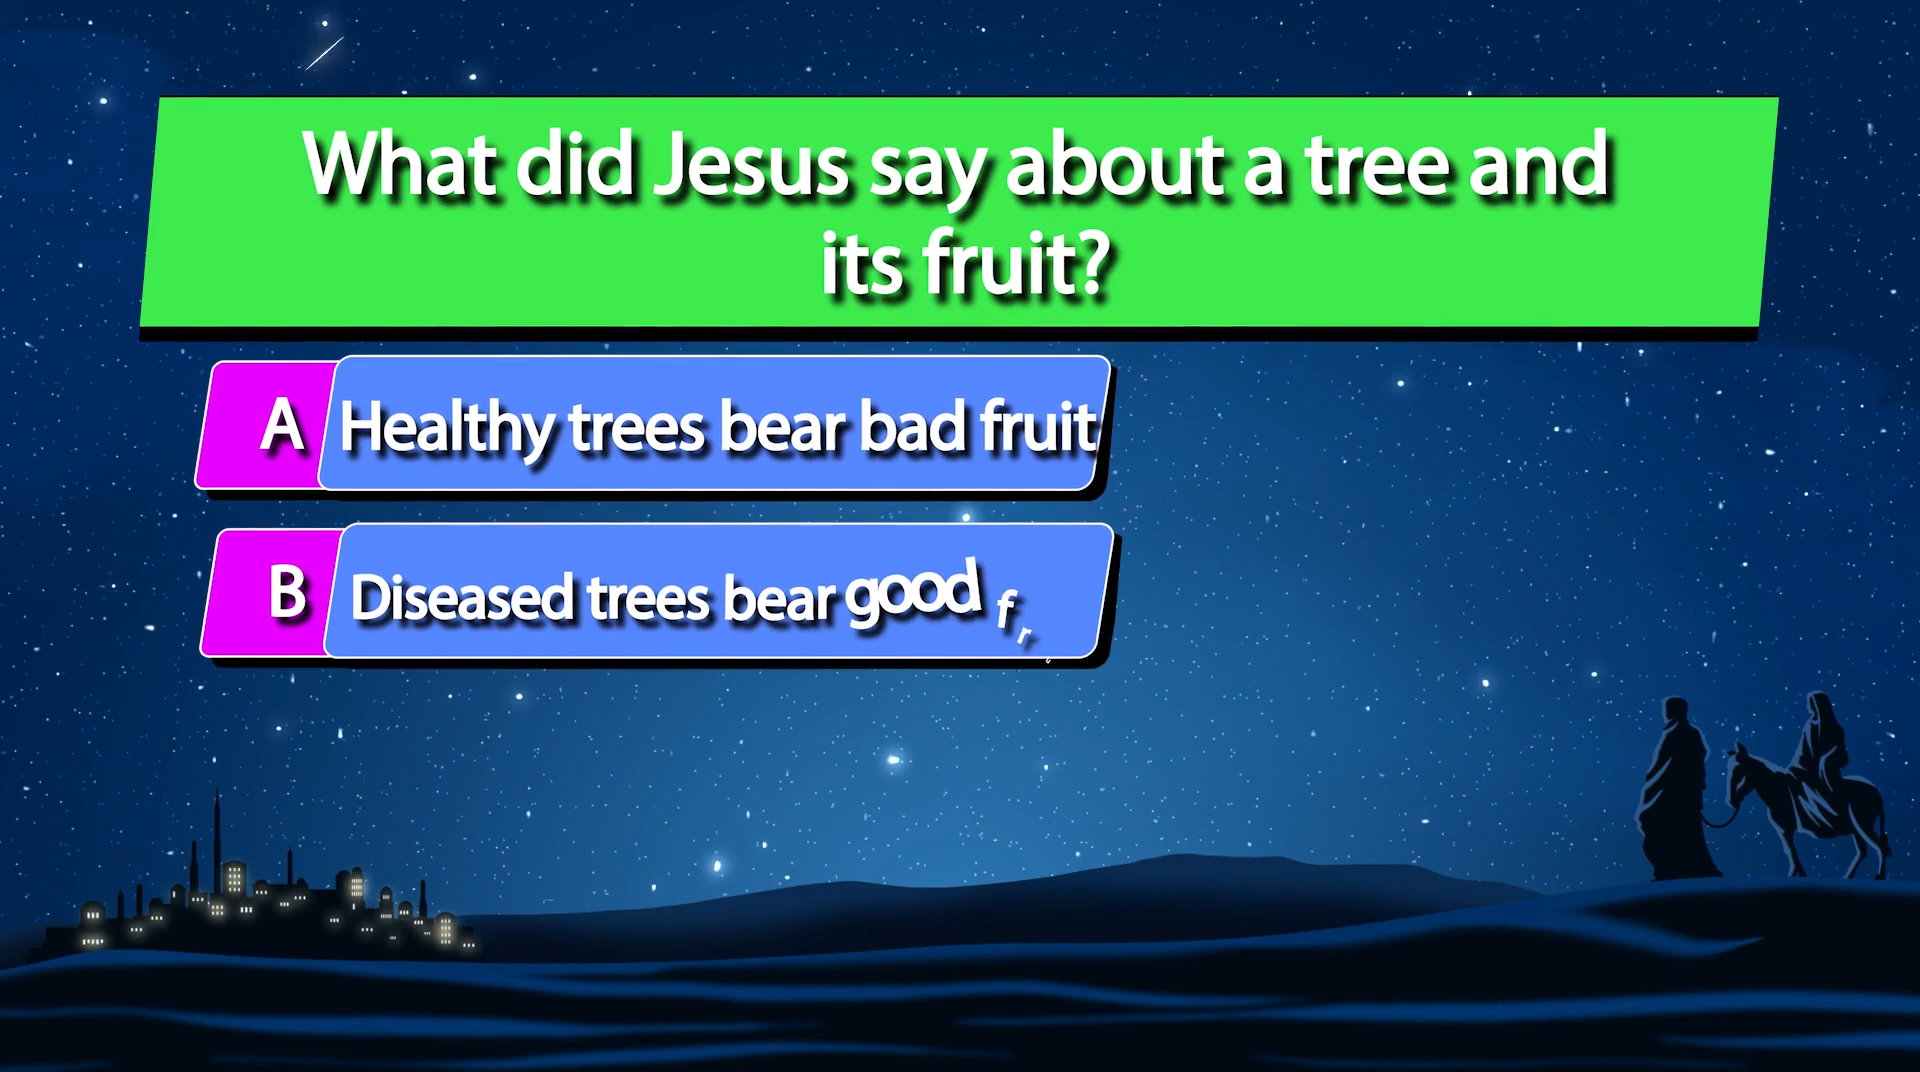 What did Jesus say about a tree and
its fruit?
A Healthy trees bear bad fruit
B Diseased trees bear good fr